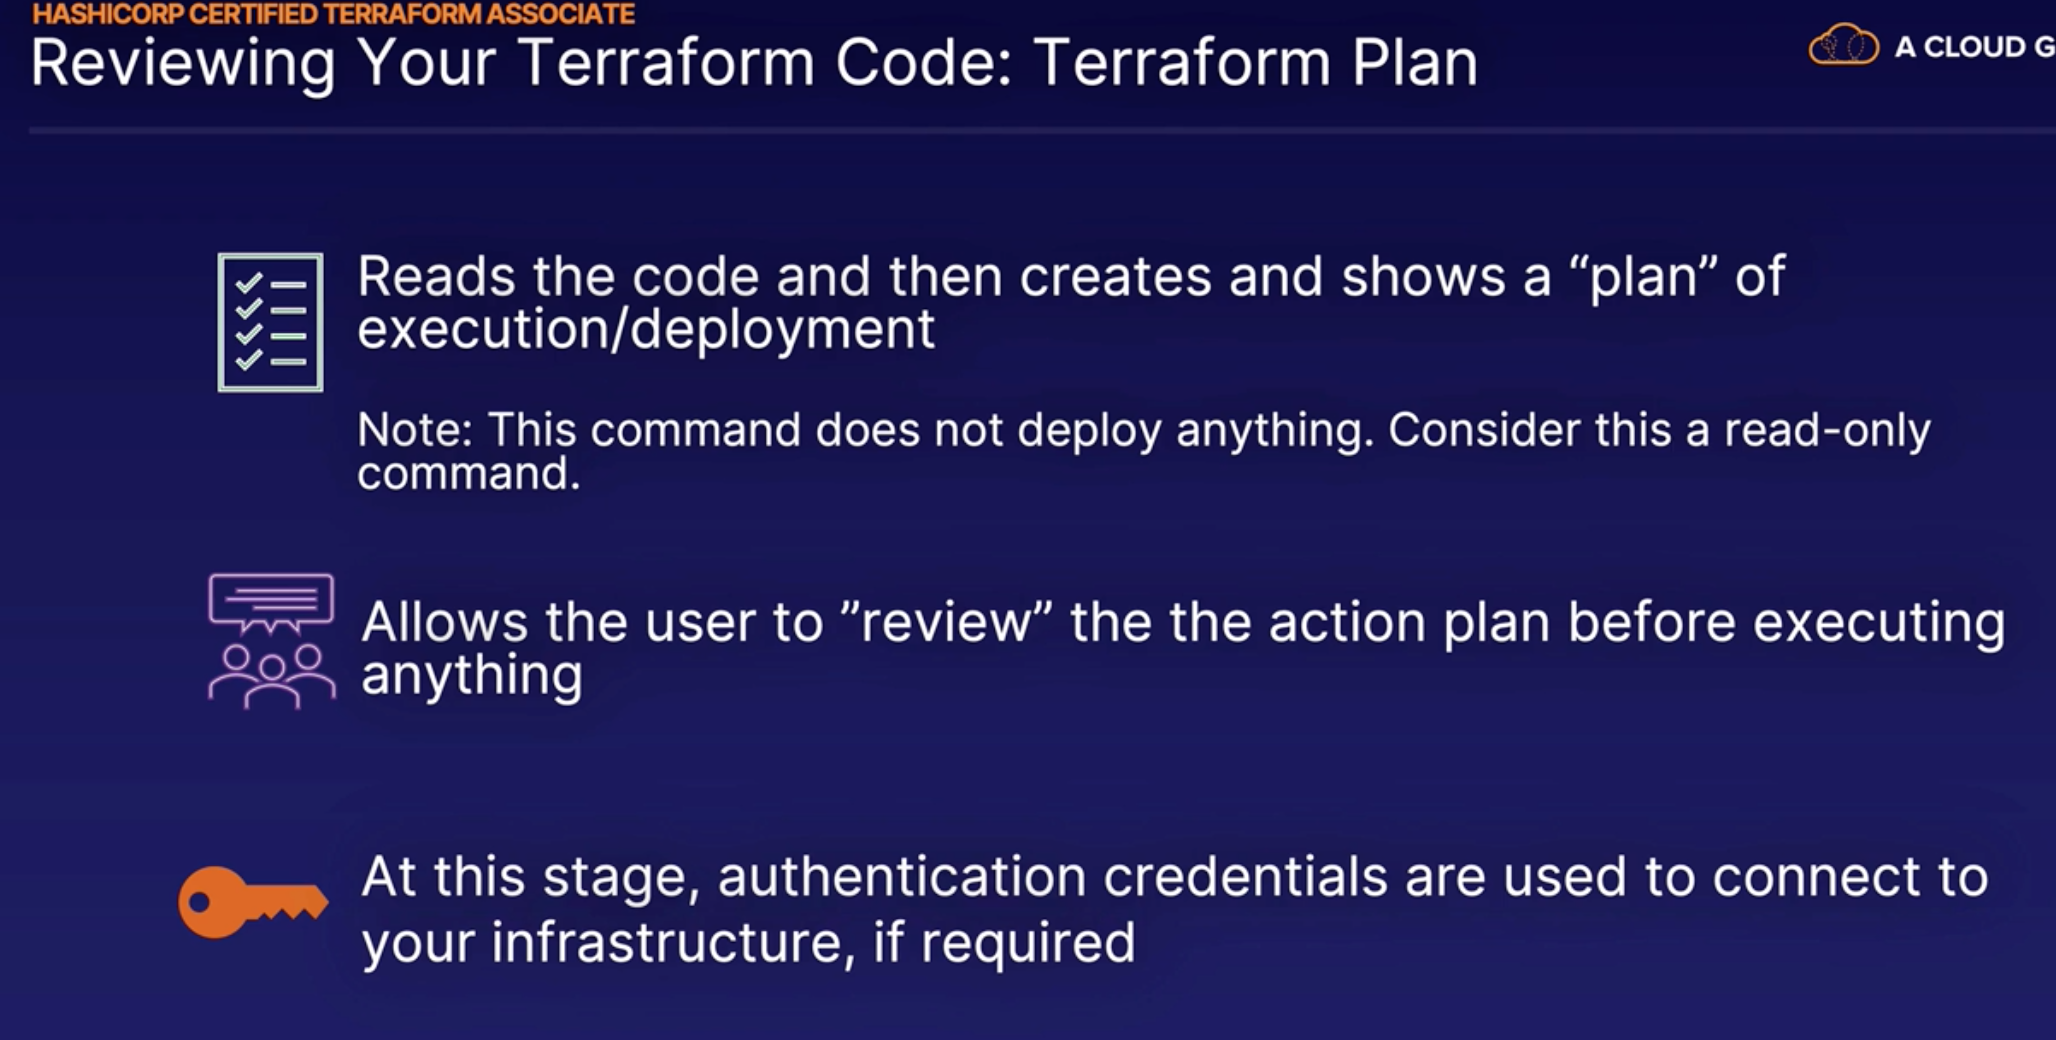 HASHICORP CERTIFIED TERRAFORM ASSOCIATE
Reviewing Your Terraform Code: Terraform Plan
A CLOUD G
Reads the code and then creates and shows a “plan” of
execution/deployment
Note: This command does not deploy anything. Consider this a read-only
command.
Allows the user to ”review” the the action plan before executing
anything
At this stage, authentication credentials are used to connect to
your infrastructure, if required